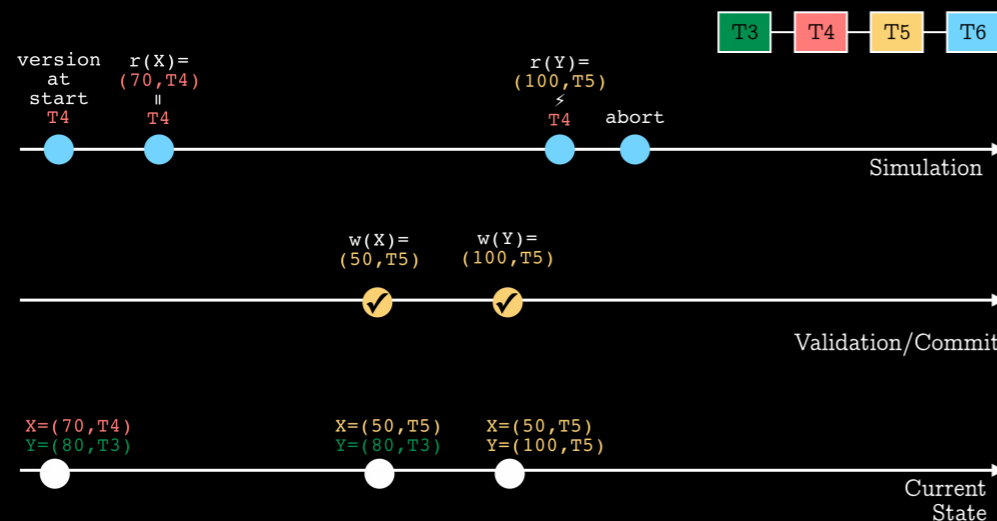 T3 T4 T5 T6
version
at
start
T4
r(X)=
(70,T4)
=
T4
r(Y)=
(100,T5)
⚡
T4
abort
Simulation
w(X)=
(50,T5)
w(Y)=
(100,T5)
Validation/Commit
X=(70,T4)
Y=(80,T3)
X=(50,T5)
Y=(80,T3)
X=(50,T5)
Y=(100,T5)
Current
State